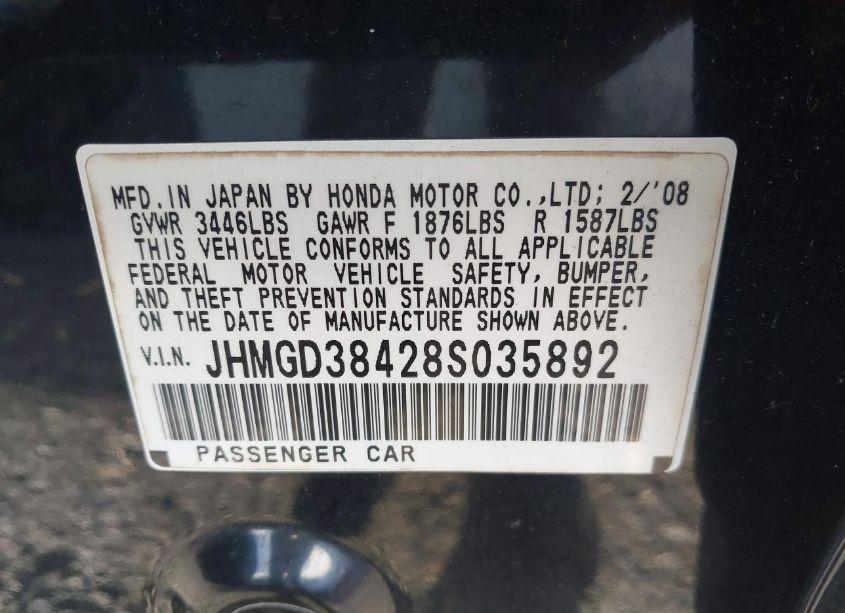 MFD.IN JAPAN BY HONDA MOTOR CO.,LTD; 2/'08
GVWR 3446LBS GAWR F 1876LBS R 1587LBS
THIS VEHICLE CONFORMS TO ALL APPLICABLE
FEDERAL MOTOR VEHICLE SAFETY, BUMPER,
AND THEFT PREVENTION STANDARDS IN EFFECT
ON THE DATE OF MANUFACTURE SHOWN ABOVE.
V.I.N. JHMGD38428S035892
PASSENGER CAR